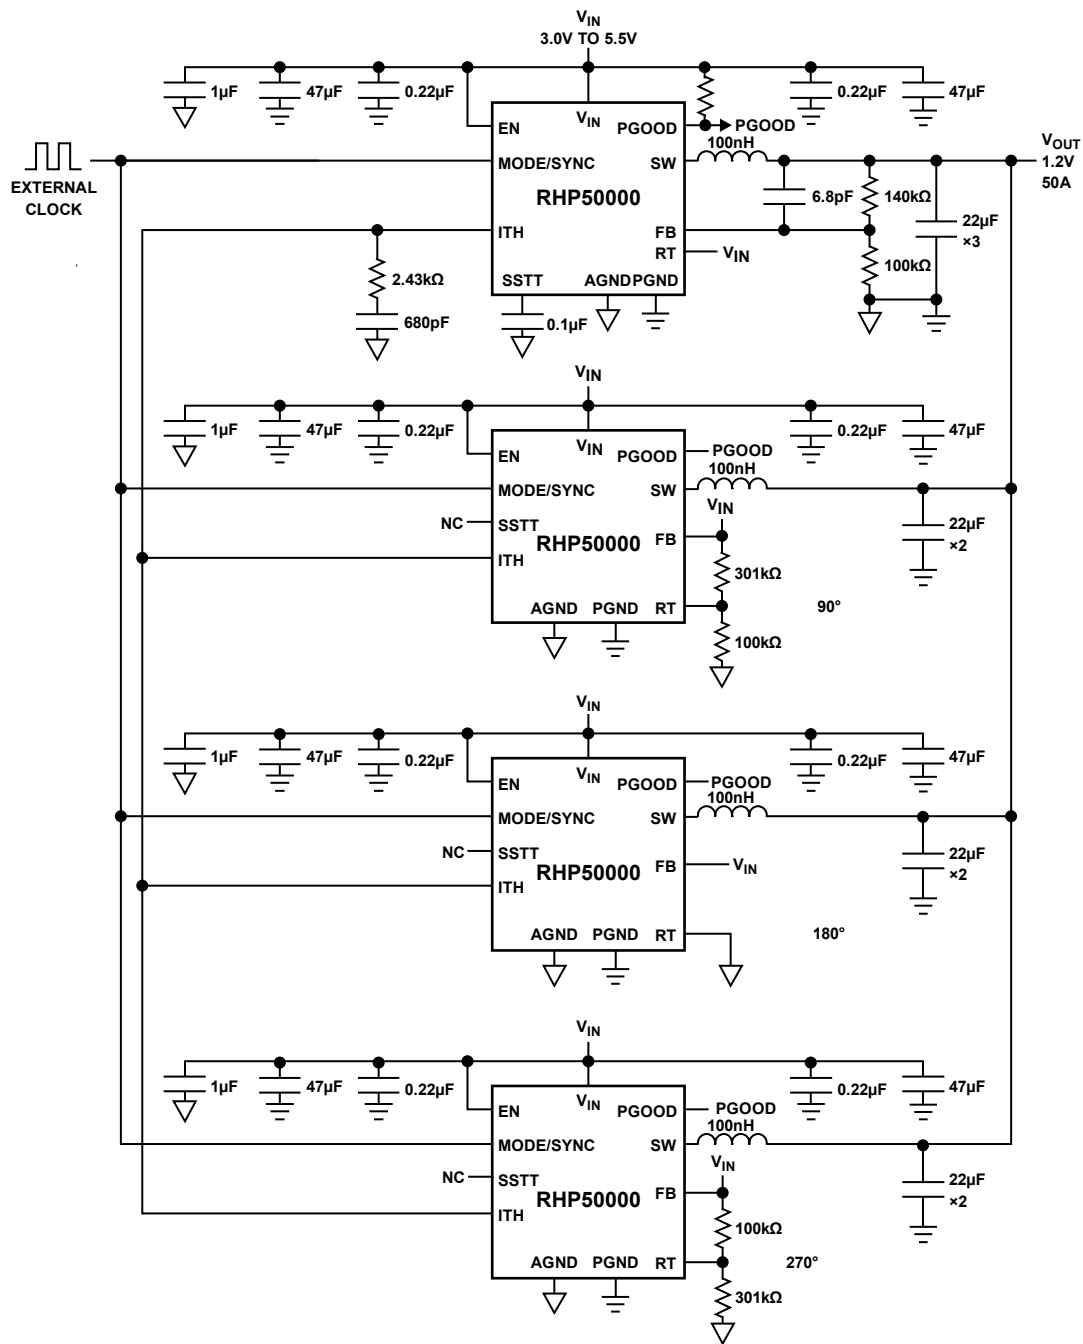 VIN
3.0V TO 5.5V
1µF
47µF
0.22µF
0.22µF
47µF
VIN
EN
PGOOD
PGOOD
100nH
VOUT
1.2V
50A
MODE/SYNC
SW
EXTERNAL
CLOCK
RHP50000
6.8pF
140kΩ
22µF
×3
ITH
FB
RT
VIN
100kΩ
2.43kΩ
680pF
SSTT
AGND
PGND
0.1µF
VIN
1µF
47µF
0.22µF
0.22µF
47µF
VIN
EN
PGOOD
PGOOD
100nH
MODE/SYNC
SW
VIN
NC
SSTT
RHP50000
FB
22µF
×2
ITH
301kΩ
AGND
PGND
RT
90°
100kΩ
VIN
1µF
47µF
0.22µF
0.22µF
47µF
VIN
EN
PGOOD
PGOOD
100nH
MODE/SYNC
SW
NC
SSTT
RHP50000
FB
VIN
22µF
×2
ITH
AGND
PGND
RT
180°
VIN
1µF
47µF
0.22µF
0.22µF
47µF
VIN
EN
PGOOD
PGOOD
100nH
MODE/SYNC
SW
VIN
NC
SSTT
RHP50000
FB
22µF
×2
ITH
100kΩ
AGND
PGND
RT
270°
301kΩ